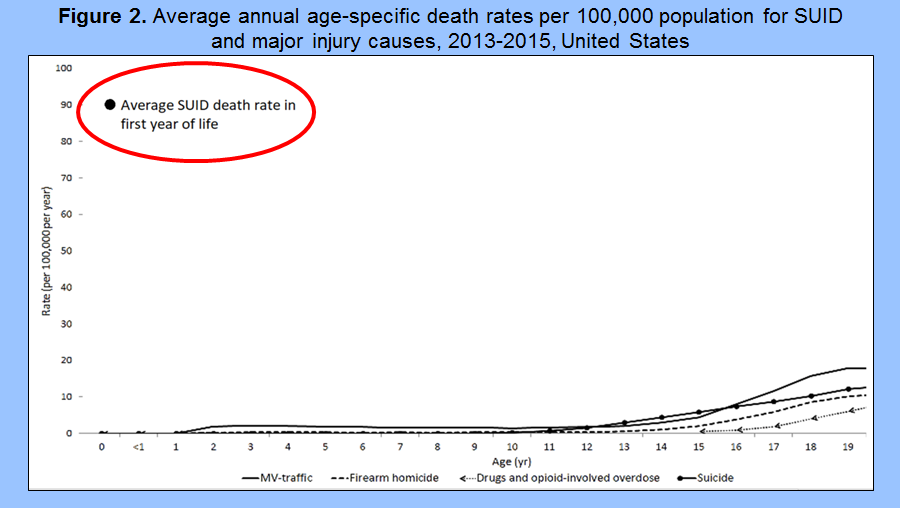 Figure 2. Average annual age-specific death rates per 100,000 population for SUID
and major injury causes, 2013-2015, United States
100
90
80
70
60
50
40
30
20
10
0
Average SUID death rate in
first year of life
Rate (per 100,000 per year)
0 <1 1 2 3 4 5 6 7 8 9 10 11 12 13 14 15 16 17 18 19
Age (yr)
MV-traffic Firearm homicide Drugs and opioid-involved overdose Suicide